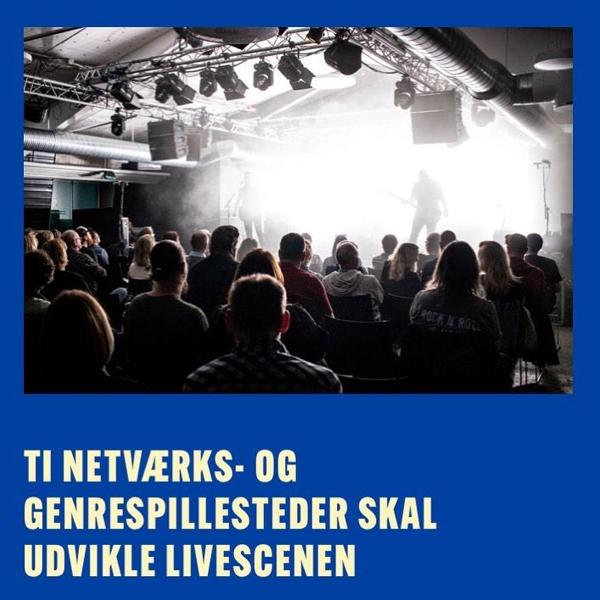 ROCK N ROLL
TI NETVÆRKS- OG
GENRESPILLESTEDER SKAL
UDVIKLE LIVESCENEN